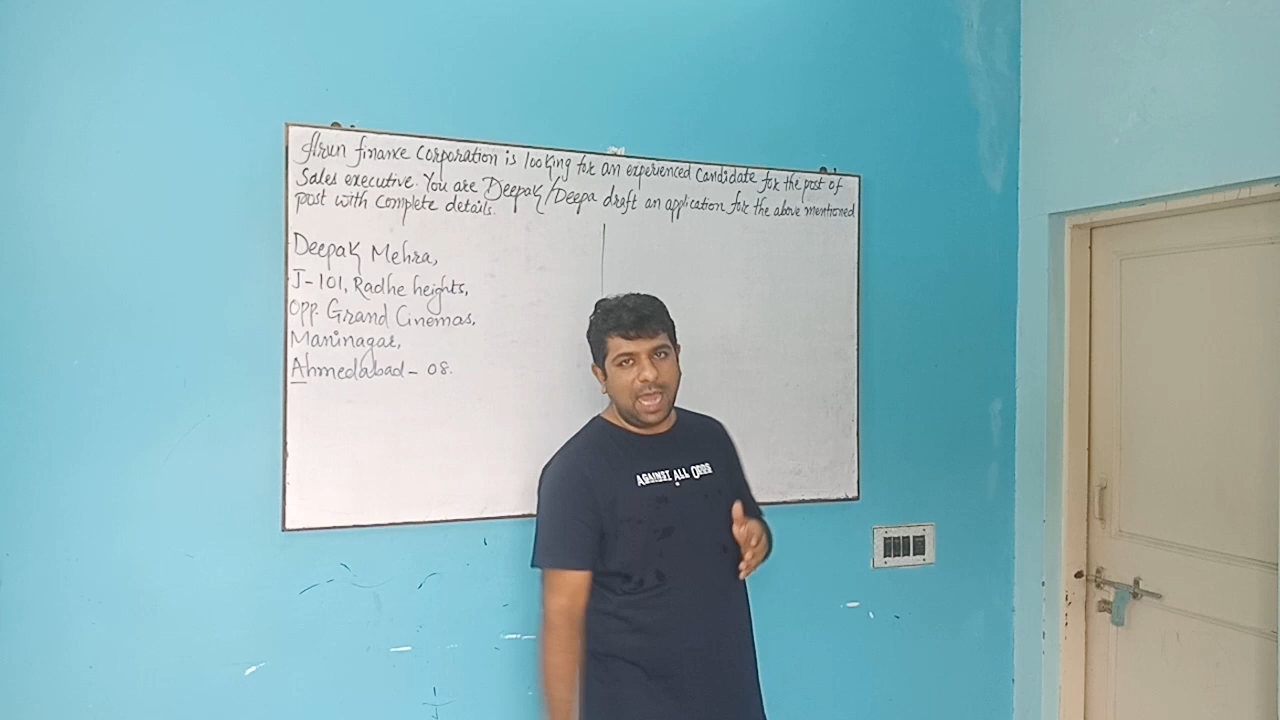 Arun finance Corporation is looking for an experienced Candidate for the post of
Sales executive. You are Deepak/Deepa draft an application for the above mentioned
post with Complete details.
Deepak Mehra,
J-101, Radhe heights,
Opp. Grand Cinemas,
Maninagar,
Ahmedabad - 08.
AGAINST ALL ODDS